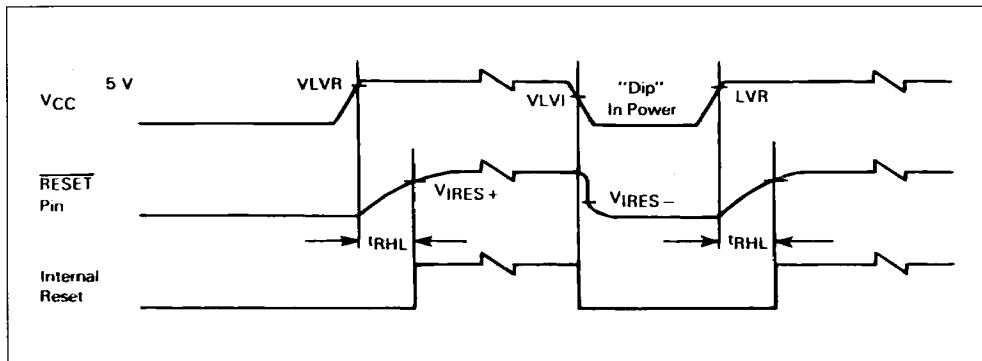 5 V
VCC
VLVR
VLVI
"Dip"
In Power
LVR
RESET
Pin
VIRES +
VIRES –
tRHL
tRHL
Internal
Reset